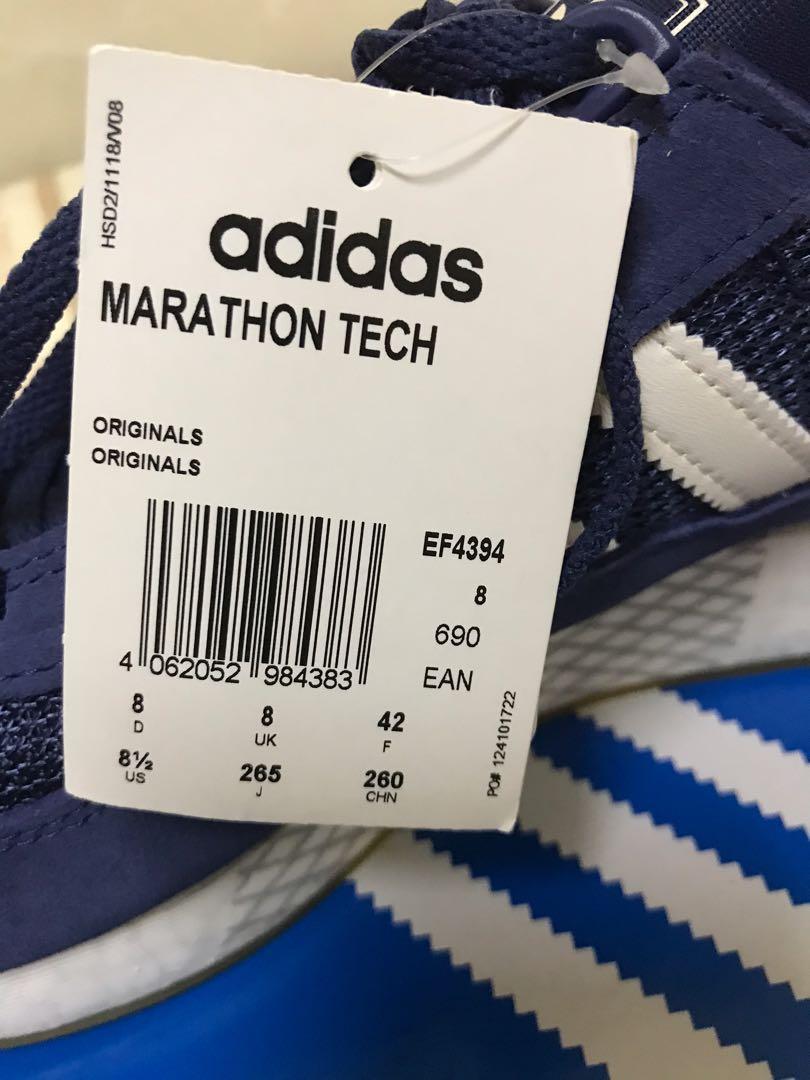 HSD2/1118/V08
adidas
MARATHON TECH
ORIGINALS
ORIGINALS
EF4394
8
690
EAN
4 062052 984383
8 8 42
D UK F
8½ 265 260
US J CHN
PO# 124101722